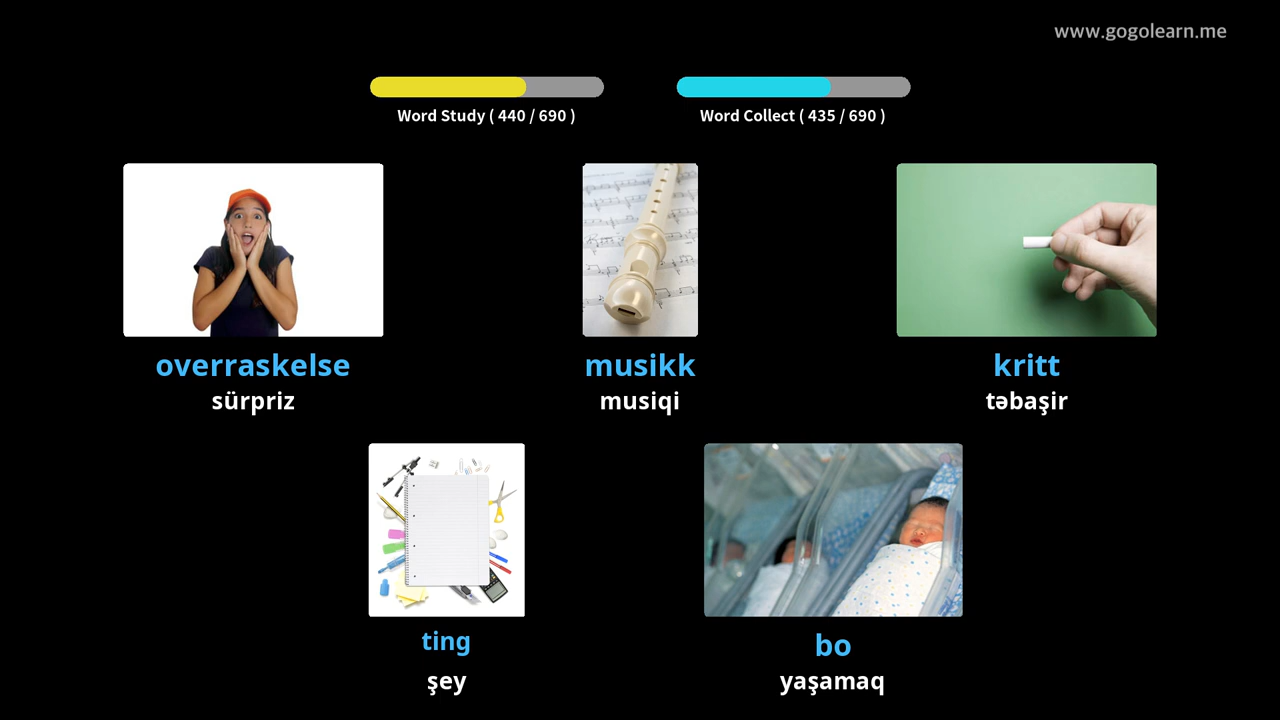 www.gogolearn.me
Word Study ( 440 / 690 )
Word Collect ( 435 / 690 )
overraskelse
sürpriz
musikk
musiqi
kritt
təbaşir
ting
şey
bo
yaşamaq